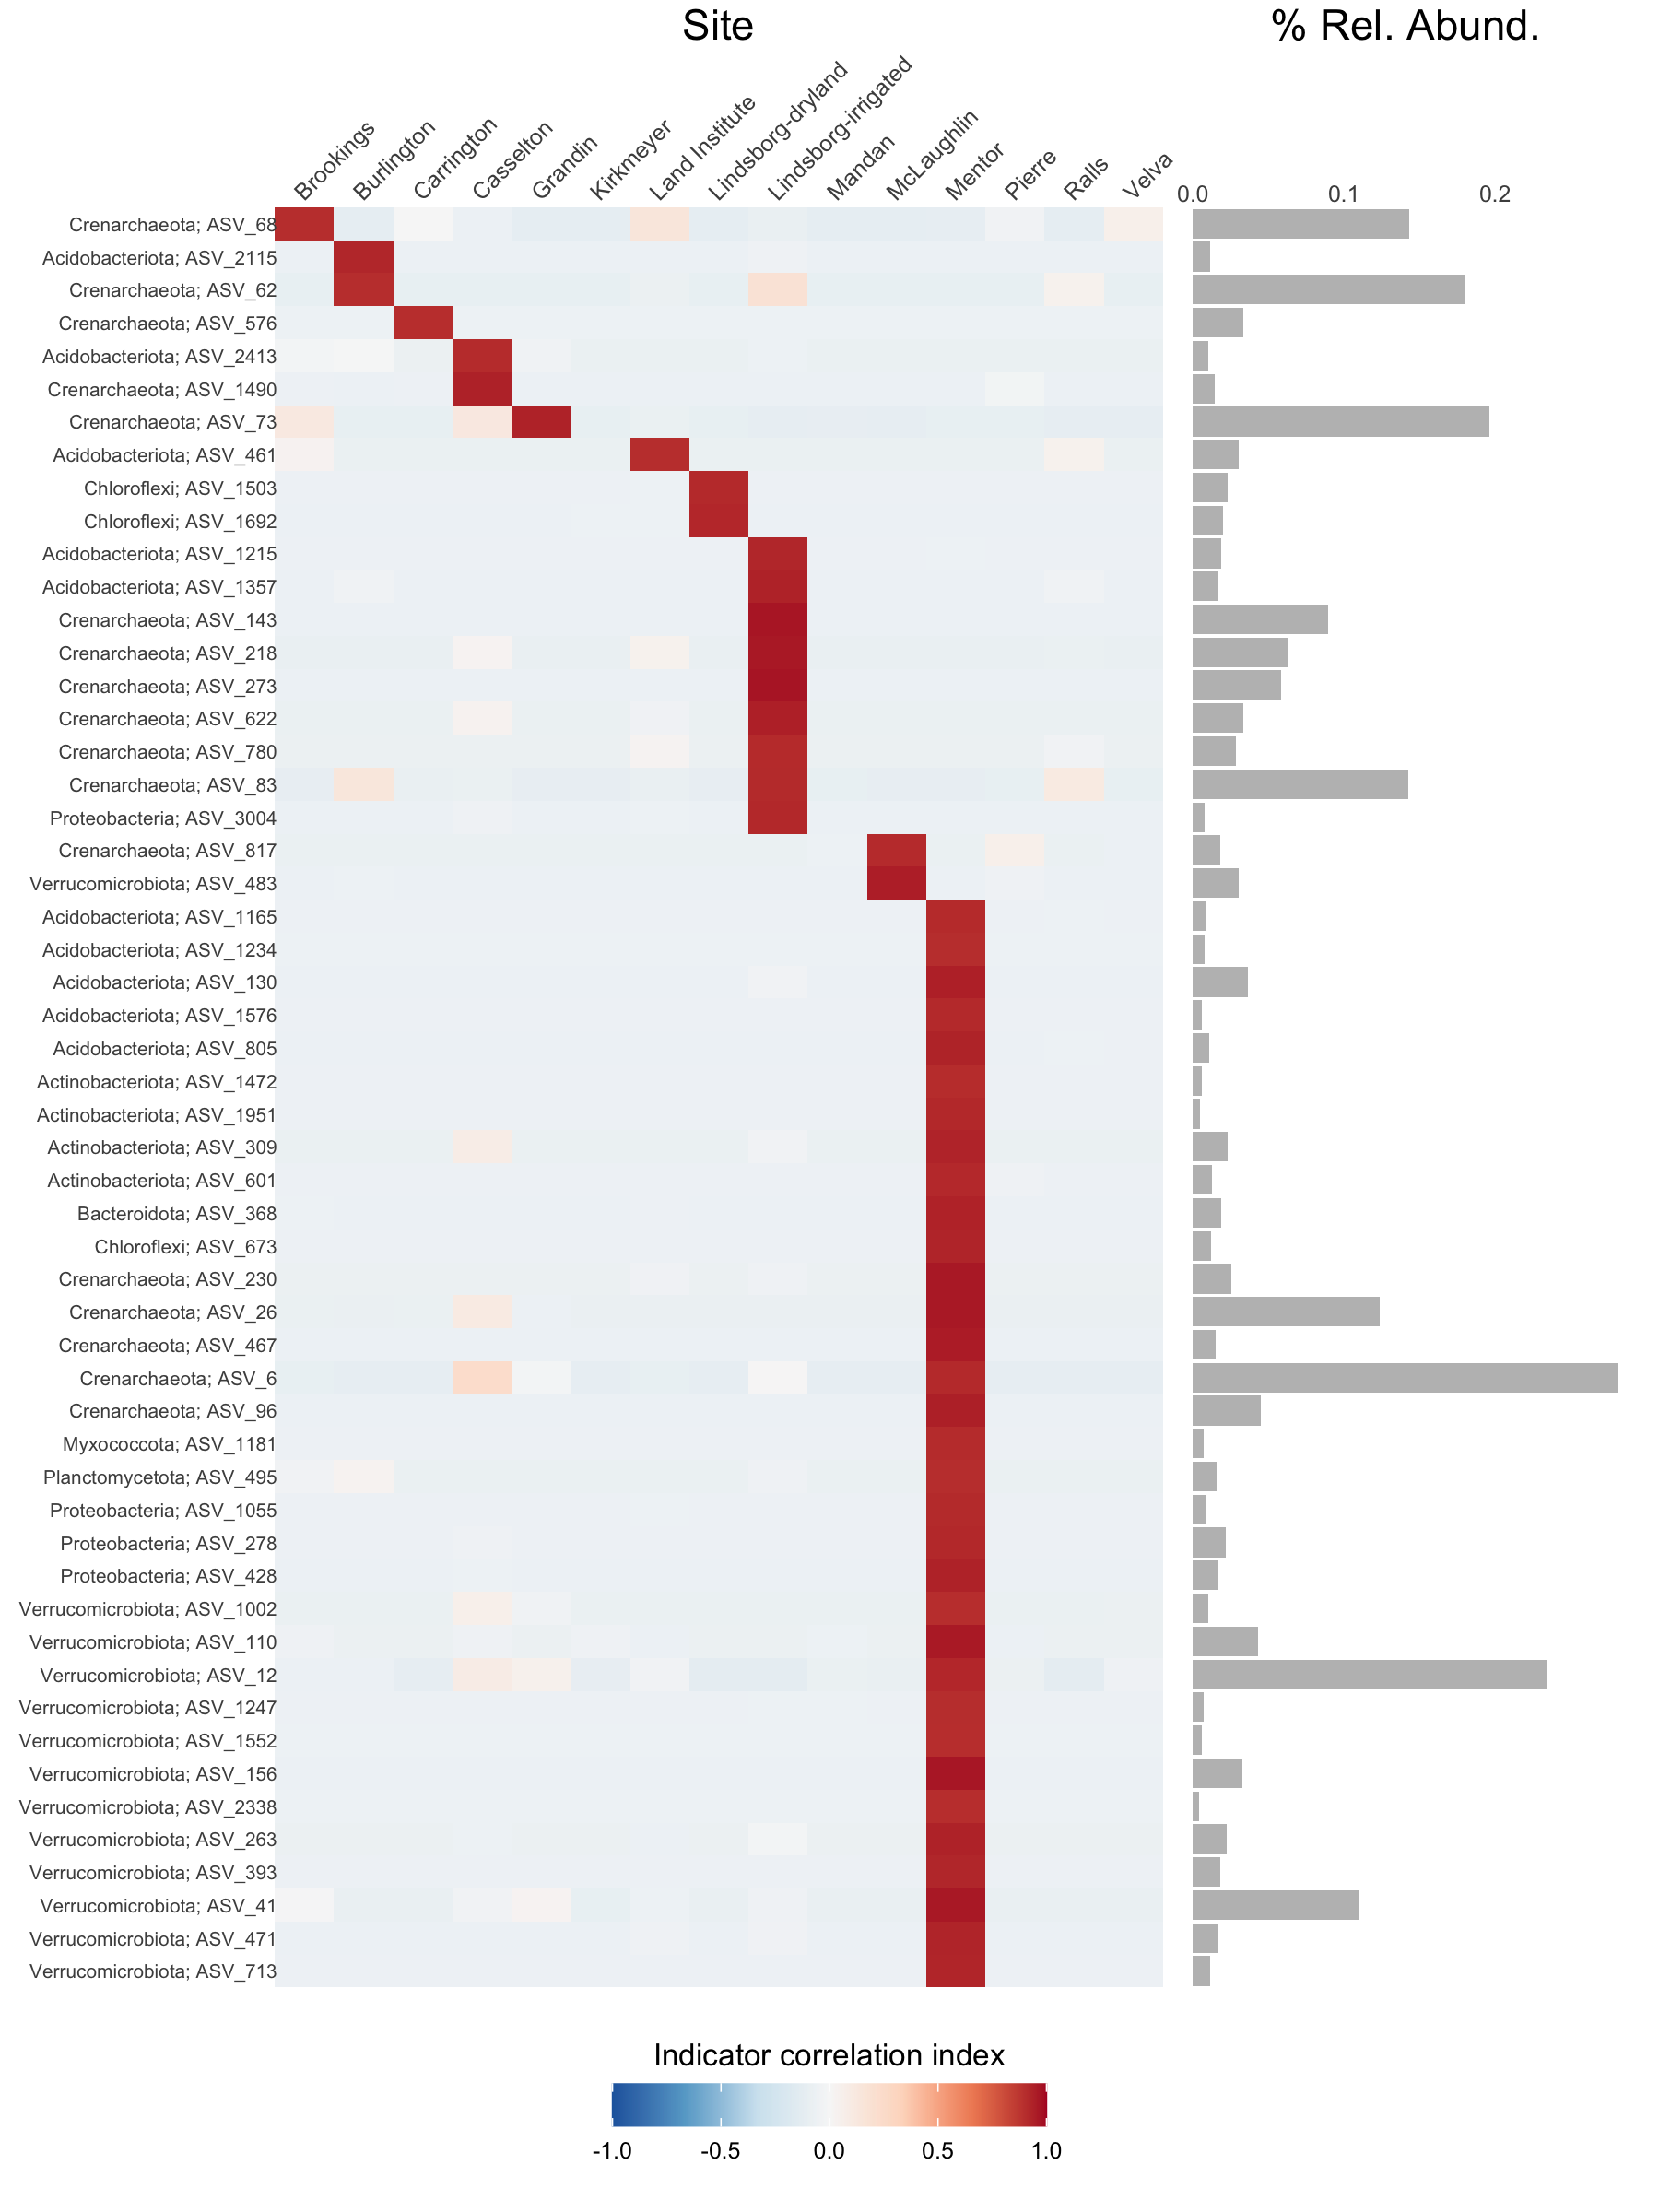 Site
% Rel. Abund.
Brookings
Burlington
Carrington
Casselton
Grandin
Kirkmeyer
Land Institute
Lindsborg-dryland
Lindsborg-irrigated
Mandan
McLaughlin
Mentor
Pierre
Ralls
Velva
0.0 0.1 0.2
Crenarchaeota; ASV_68
Acidobacteriota; ASV_2115
Crenarchaeota; ASV_62
Crenarchaeota; ASV_576
Acidobacteriota; ASV_2413
Crenarchaeota; ASV_1490
Crenarchaeota; ASV_73
Acidobacteriota; ASV_461
Chloroflexi; ASV_1503
Chloroflexi; ASV_1692
Acidobacteriota; ASV_1215
Acidobacteriota; ASV_1357
Crenarchaeota; ASV_143
Crenarchaeota; ASV_218
Crenarchaeota; ASV_273
Crenarchaeota; ASV_622
Crenarchaeota; ASV_780
Crenarchaeota; ASV_83
Proteobacteria; ASV_3004
Crenarchaeota; ASV_817
Verrucomicrobiota; ASV_483
Acidobacteriota; ASV_1165
Acidobacteriota; ASV_1234
Acidobacteriota; ASV_130
Acidobacteriota; ASV_1576
Acidobacteriota; ASV_805
Actinobacteriota; ASV_1472
Actinobacteriota; ASV_1951
Actinobacteriota; ASV_309
Actinobacteriota; ASV_601
Bacteroidota; ASV_368
Chloroflexi; ASV_673
Crenarchaeota; ASV_230
Crenarchaeota; ASV_26
Crenarchaeota; ASV_467
Crenarchaeota; ASV_6
Crenarchaeota; ASV_96
Myxococcota; ASV_1181
Planctomycetota; ASV_495
Proteobacteria; ASV_1055
Proteobacteria; ASV_278
Proteobacteria; ASV_428
Verrucomicrobiota; ASV_1002
Verrucomicrobiota; ASV_110
Verrucomicrobiota; ASV_12
Verrucomicrobiota; ASV_1247
Verrucomicrobiota; ASV_1552
Verrucomicrobiota; ASV_156
Verrucomicrobiota; ASV_2338
Verrucomicrobiota; ASV_263
Verrucomicrobiota; ASV_393
Verrucomicrobiota; ASV_41
Verrucomicrobiota; ASV_471
Verrucomicrobiota; ASV_713
Indicator correlation index
-1.0 -0.5 0.0 0.5 1.0